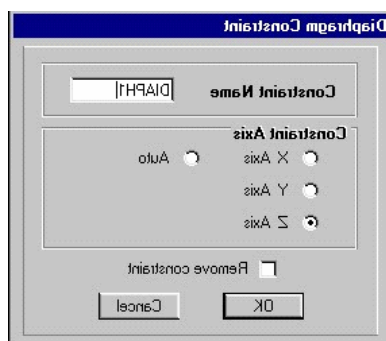 Diaphragm Constraint
Constraint Name DIAPH1
Constraint Axis
X Axis Auto
Y Axis
Z Axis
Remove constraint
OK Cancel